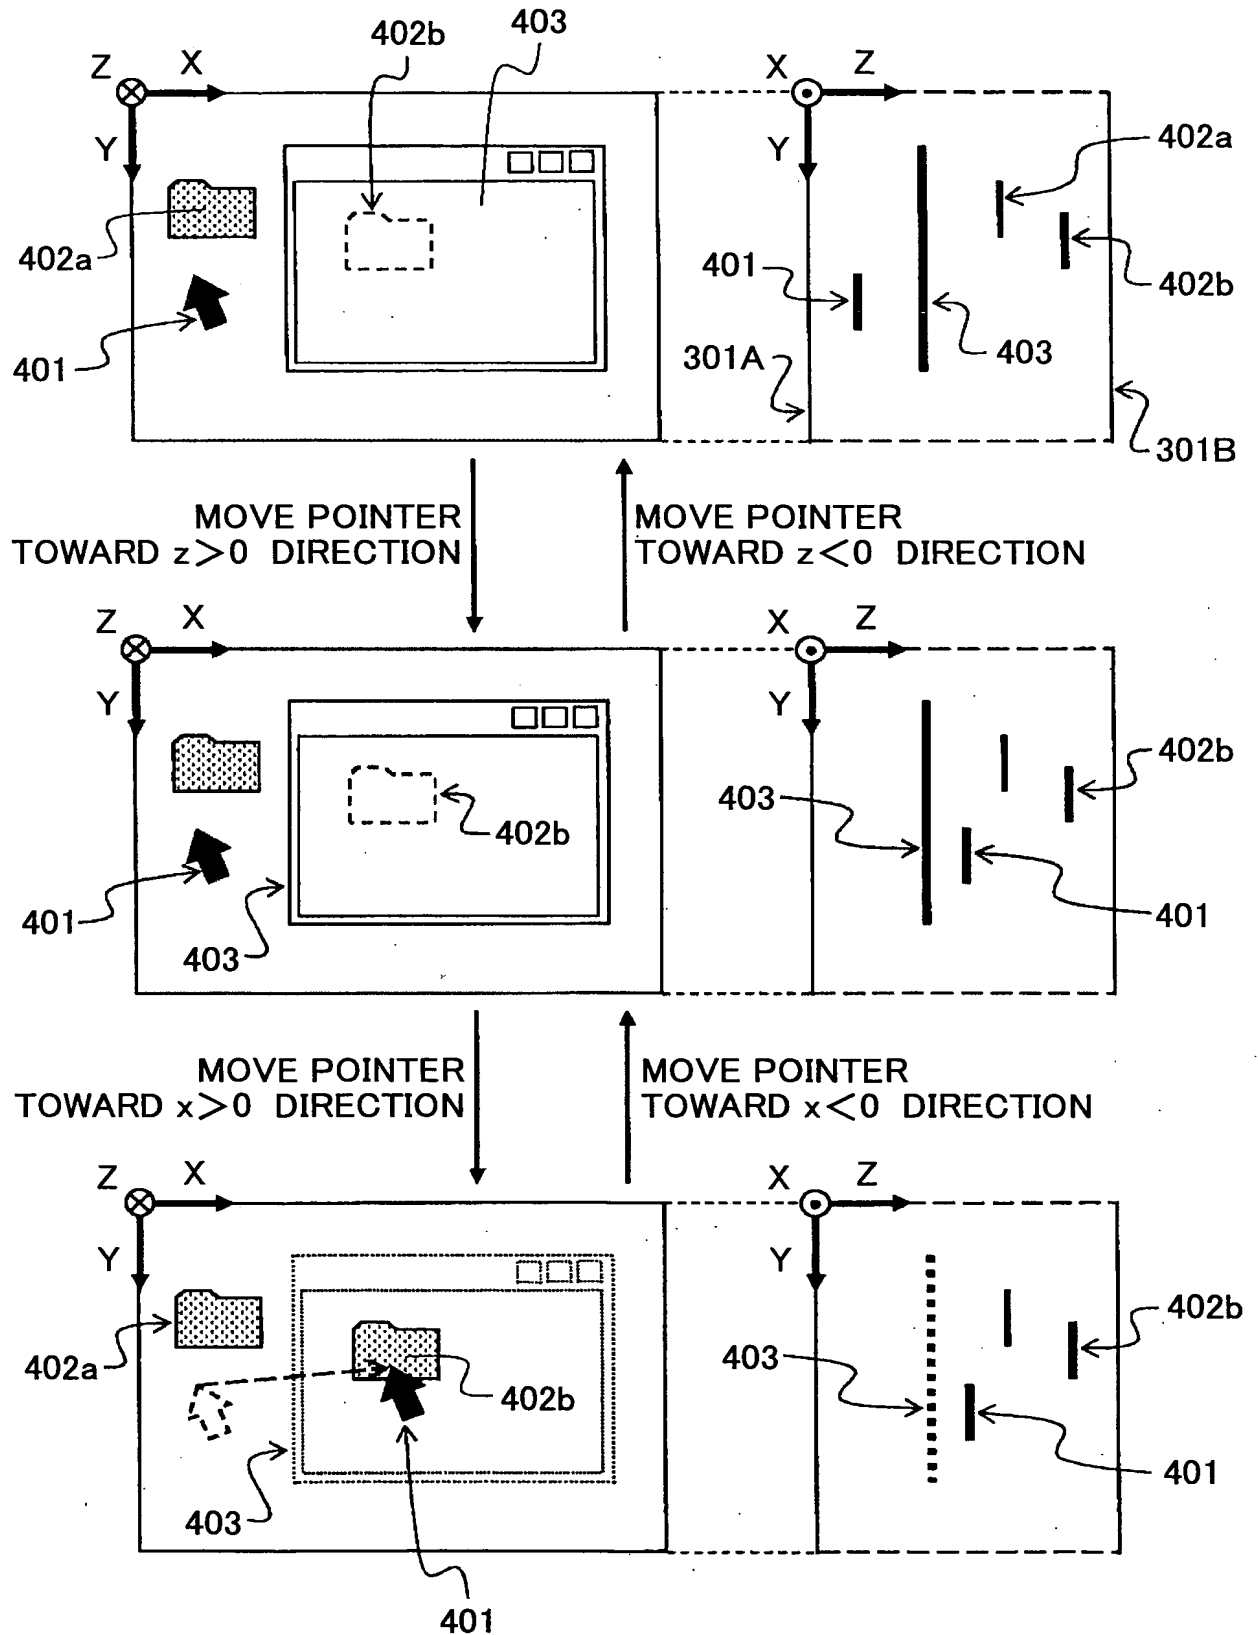 402b
403
Z
X
X
Z
Y
Y
402a
402a
401
402b
401
301A
403
301B
MOVE POINTER
TOWARD z>0 DIRECTION
MOVE POINTER
TOWARD z<0 DIRECTION
Z
X
X
Z
Y
Y
402b
403
402b
401
403
401
MOVE POINTER
TOWARD x>0 DIRECTION
MOVE POINTER
TOWARD x<0 DIRECTION
Z
X
X
Z
Y
Y
402b
402a
403
402b
401
403
401